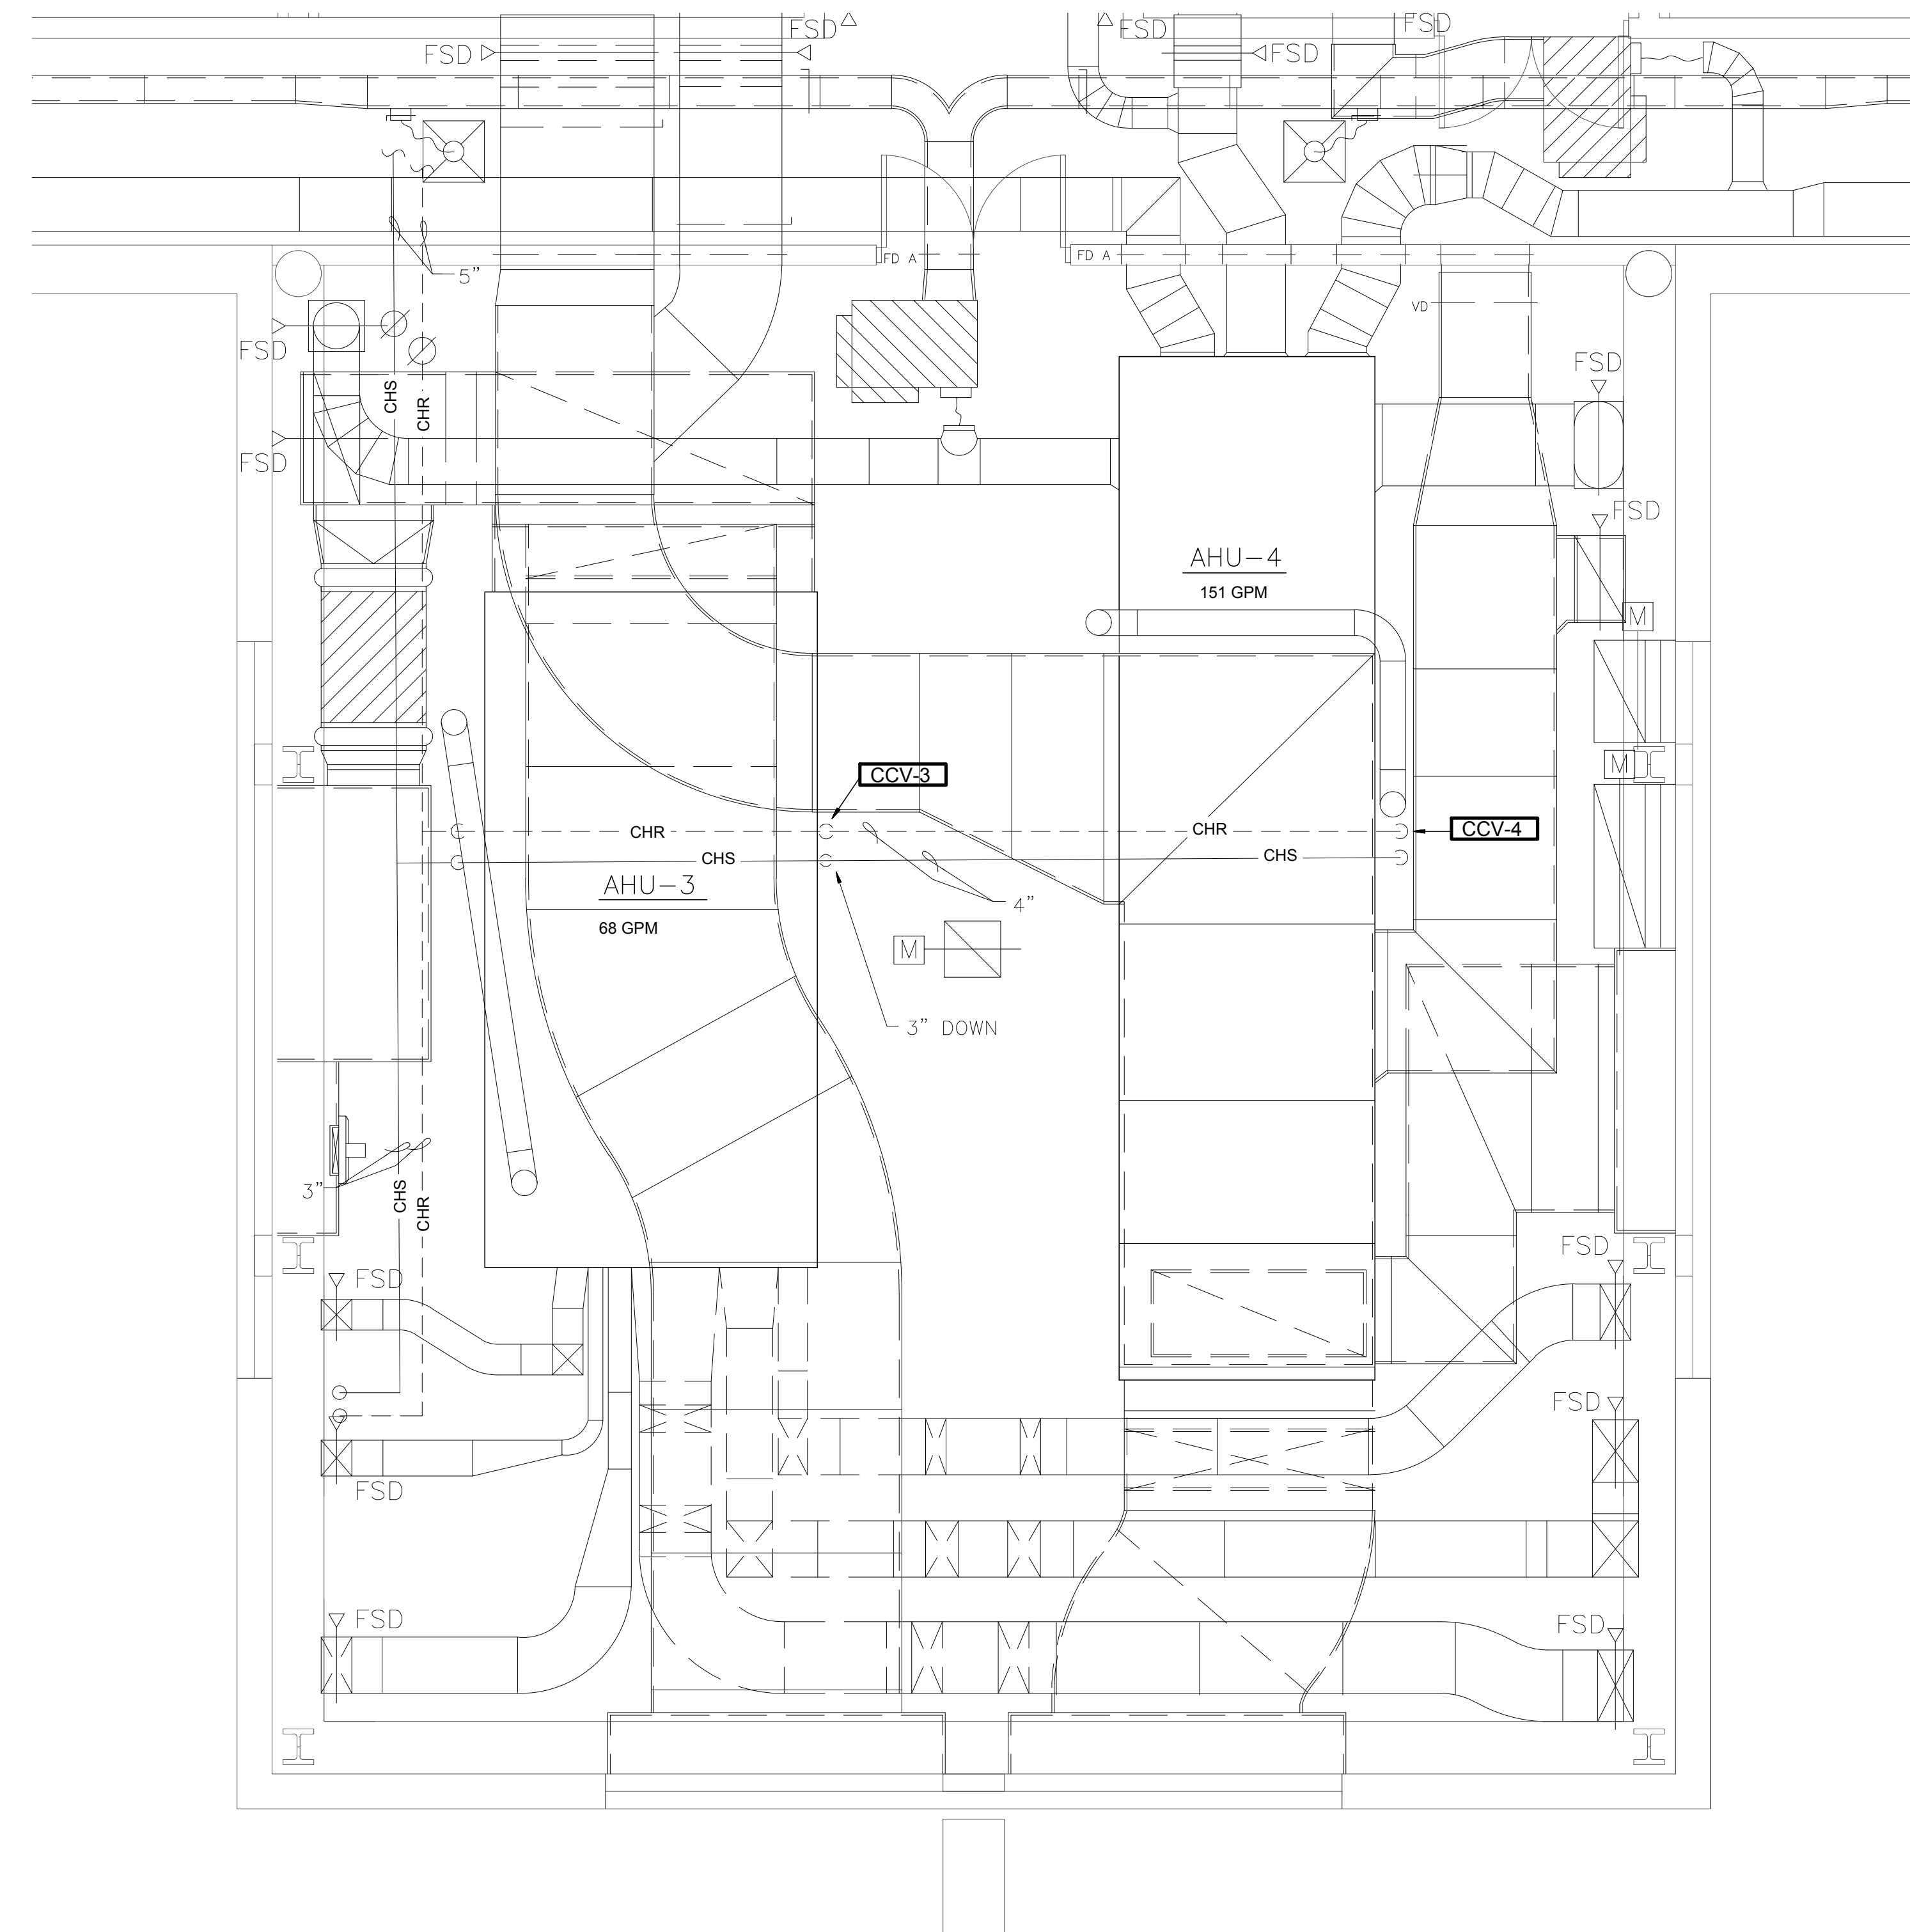 FSD
FSD
FSD
FSD
FSD
5”
FD A
FD A
VD
FSD
FSD
CHS
CHR
FSD
FSD
AHU-4
151 GPM
M
M
CCV-3
CCV-4
CHR
CHR
CHS
CHS
AHU-3
68 GPM
4”
M
3” DOWN
3”
CHS
CHR
FSD
FSD
FSD
FSD
FSD
FSD